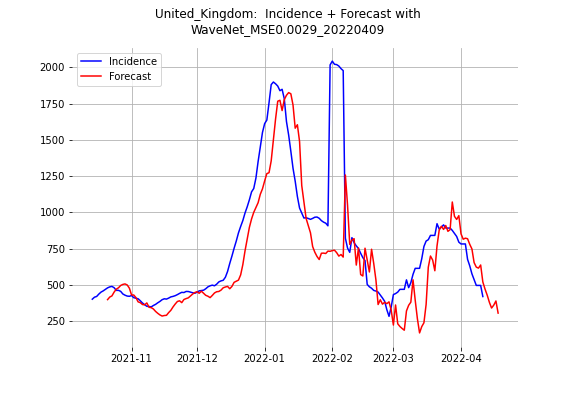 United_Kingdom:  Incidence + Forecast with
WaveNet_MSE0.0029_20220409
Incidence
Forecast
2000
1750
1500
1250
1000
750
500
250
2021-11 2021-12 2022-01 2022-02 2022-03 2022-04